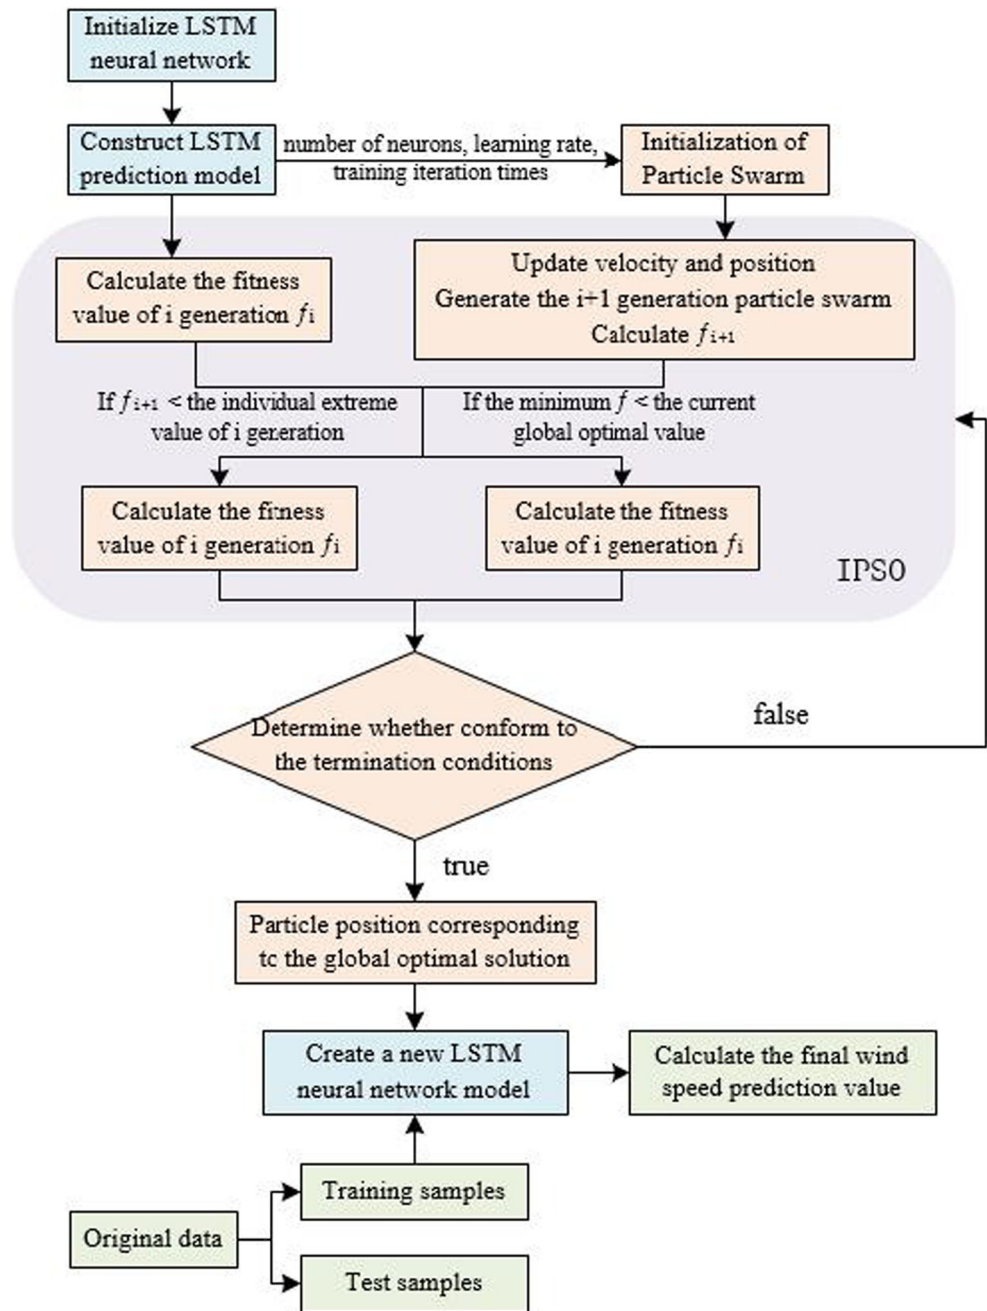 Initialize LSTM
neural network
Construct LSTM
prediction model
number of neurons, learning rate,
training iteration times
Initialization of
Particle Swarm
Calculate the fitness
value of i generation fi
Update velocity and position
Generate the i+1 generation particle swarm
Calculate fi+1
If fi+1 < the individual extreme
value of i generation
If the minimum f < the current
global optimal value
Calculate the fitness
value of i generation fi
Calculate the fitness
value of i generation fi
IPSO
Determine whether conform to
the termination conditions
false
true
Particle position corresponding
to the global optimal solution
Create a new LSTM
neural network model
Calculate the final wind
speed prediction value
Training samples
Original data
Test samples